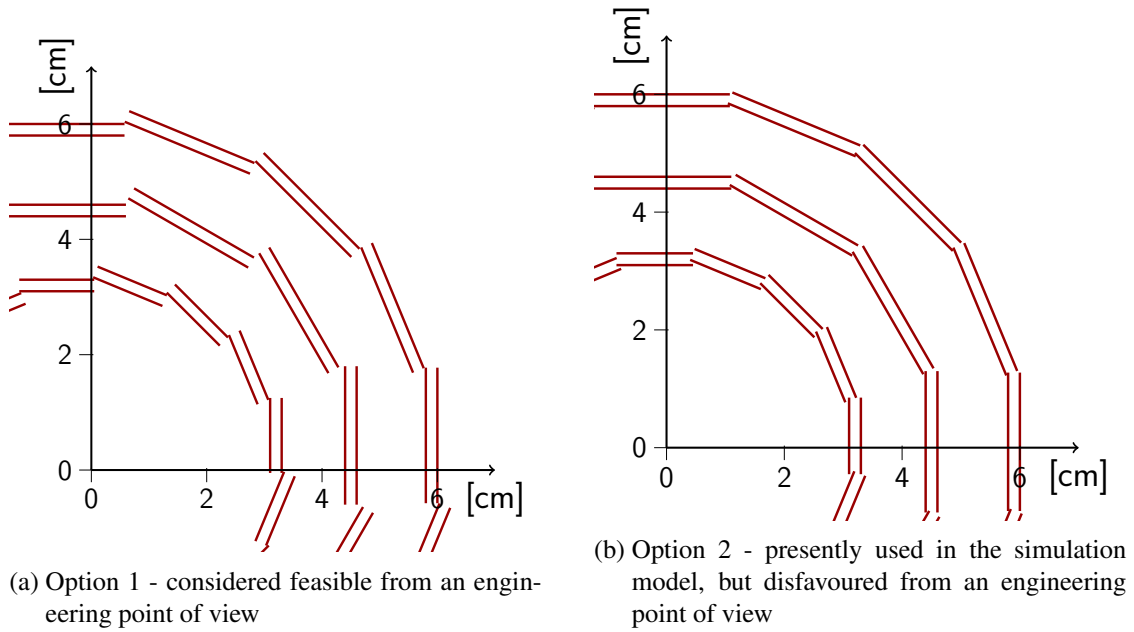 [cm]
6
4
2
0
0
2
4
6
[cm]
(a) Option 1 - considered feasible from an engin-
eering point of view
[cm]
6
4
2
0
0
2
4
6
[cm]
(b) Option 2 - presently used in the simulation
model, but disfavoured from an engineering
point of view